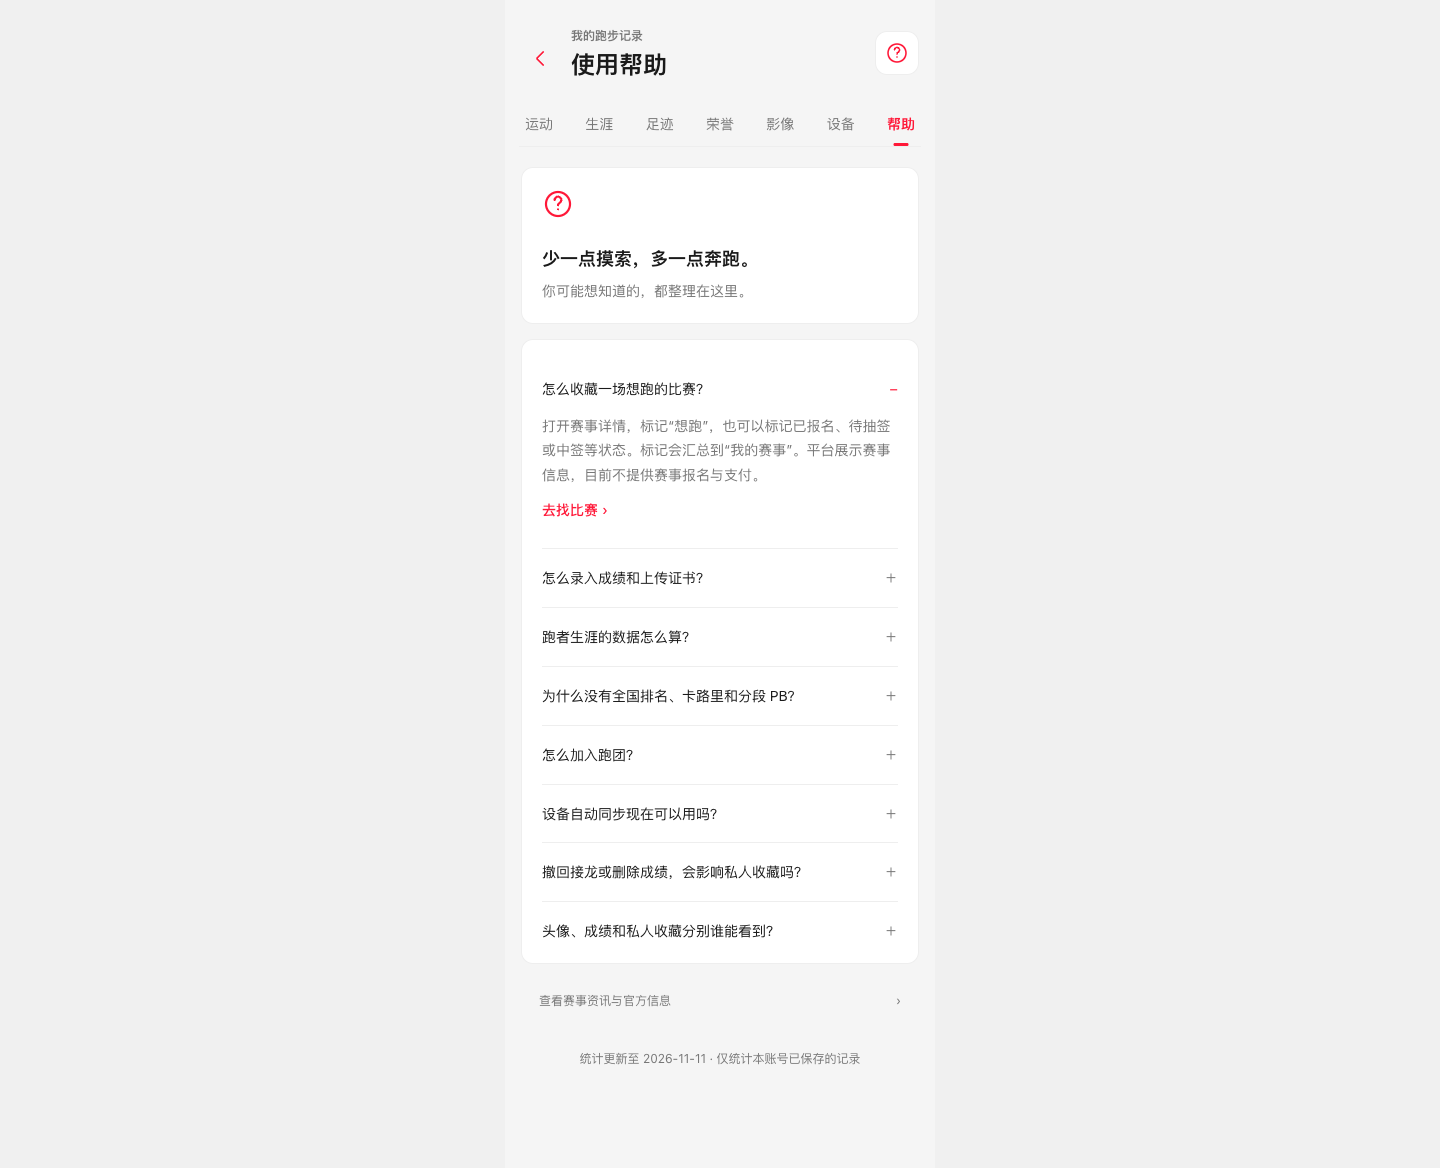 我的跑步记录
使用帮助
运动 生涯 足迹 荣誉 影像 设备 帮助
少一点摸索，多一点奔跑。
你可能想知道的，都整理在这里。
怎么收藏一场想跑的比赛？ −
打开赛事详情，标记“想跑”，也可以标记已报名、待抽签
或中签等状态。标记会汇总到“我的赛事”。平台展示赛事
信息，目前不提供赛事报名与支付。
去找比赛 ›
怎么录入成绩和上传证书？ +
跑者生涯的数据怎么算？ +
为什么没有全国排名、卡路里和分段 PB？ +
怎么加入跑团？ +
设备自动同步现在可以用吗？ +
撤回接龙或删除成绩，会影响私人收藏吗？ +
头像、成绩和私人收藏分别谁能看到？ +
查看赛事资讯与官方信息 ›
统计更新至 2026-11-11 · 仅统计本账号已保存的记录